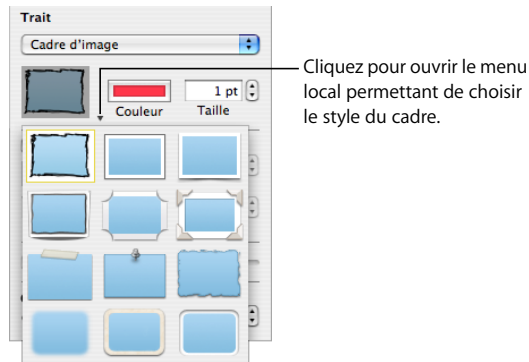 Trait
Cadre d'image
1 pt
Couleur
Taille
Cliquez pour ouvrir le menu
local permettant de choisir
le style du cadre.